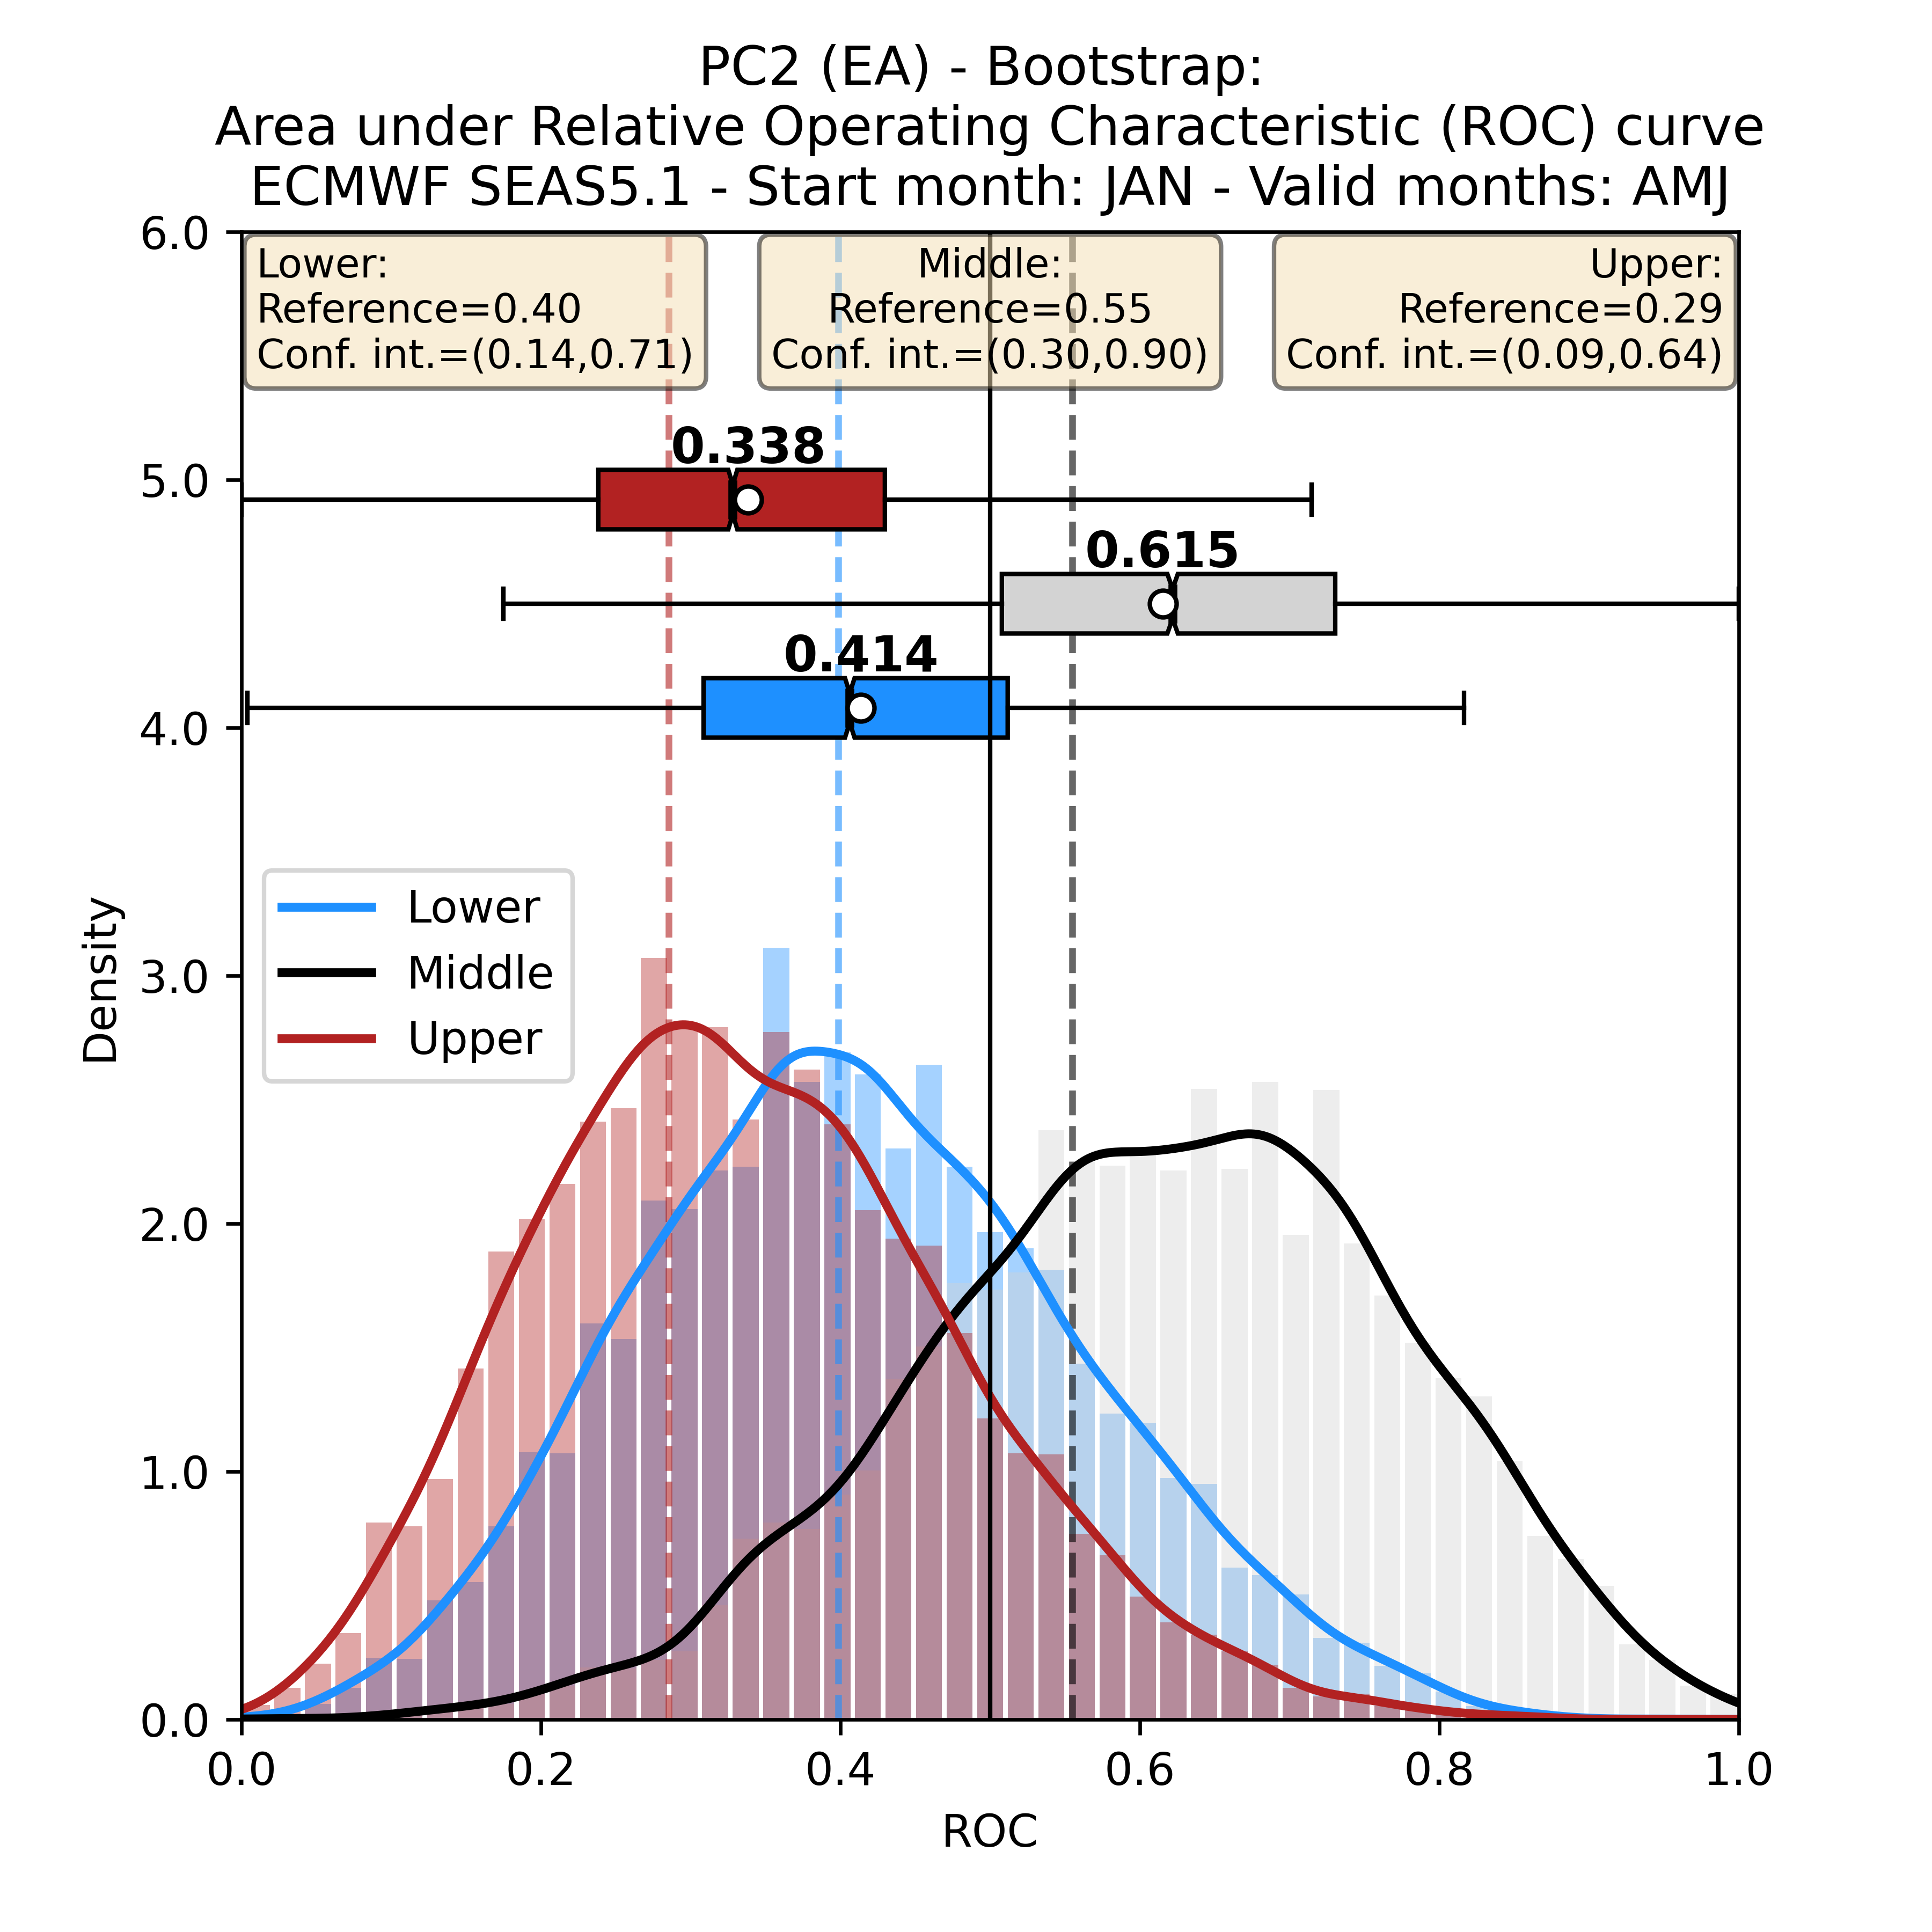 PC2 (EA) - Bootstrap:
Area under Relative Operating Characteristic (ROC) curve
ECMWF SEAS5.1 - Start month: JAN - Valid months: AMJ
Lower:
Reference=0.40
Conf. int.=(0.14,0.71)
Middle:
Reference=0.55
Conf. int.=(0.30,0.90)
Upper:
Reference=0.29
Conf. int.=(0.09,0.64)
0.338
0.615
0.414
Lower
Middle
Upper
Density
6.0
5.0
4.0
3.0
2.0
1.0
0.0
0.0 0.2 0.4 0.6 0.8 1.0
ROC